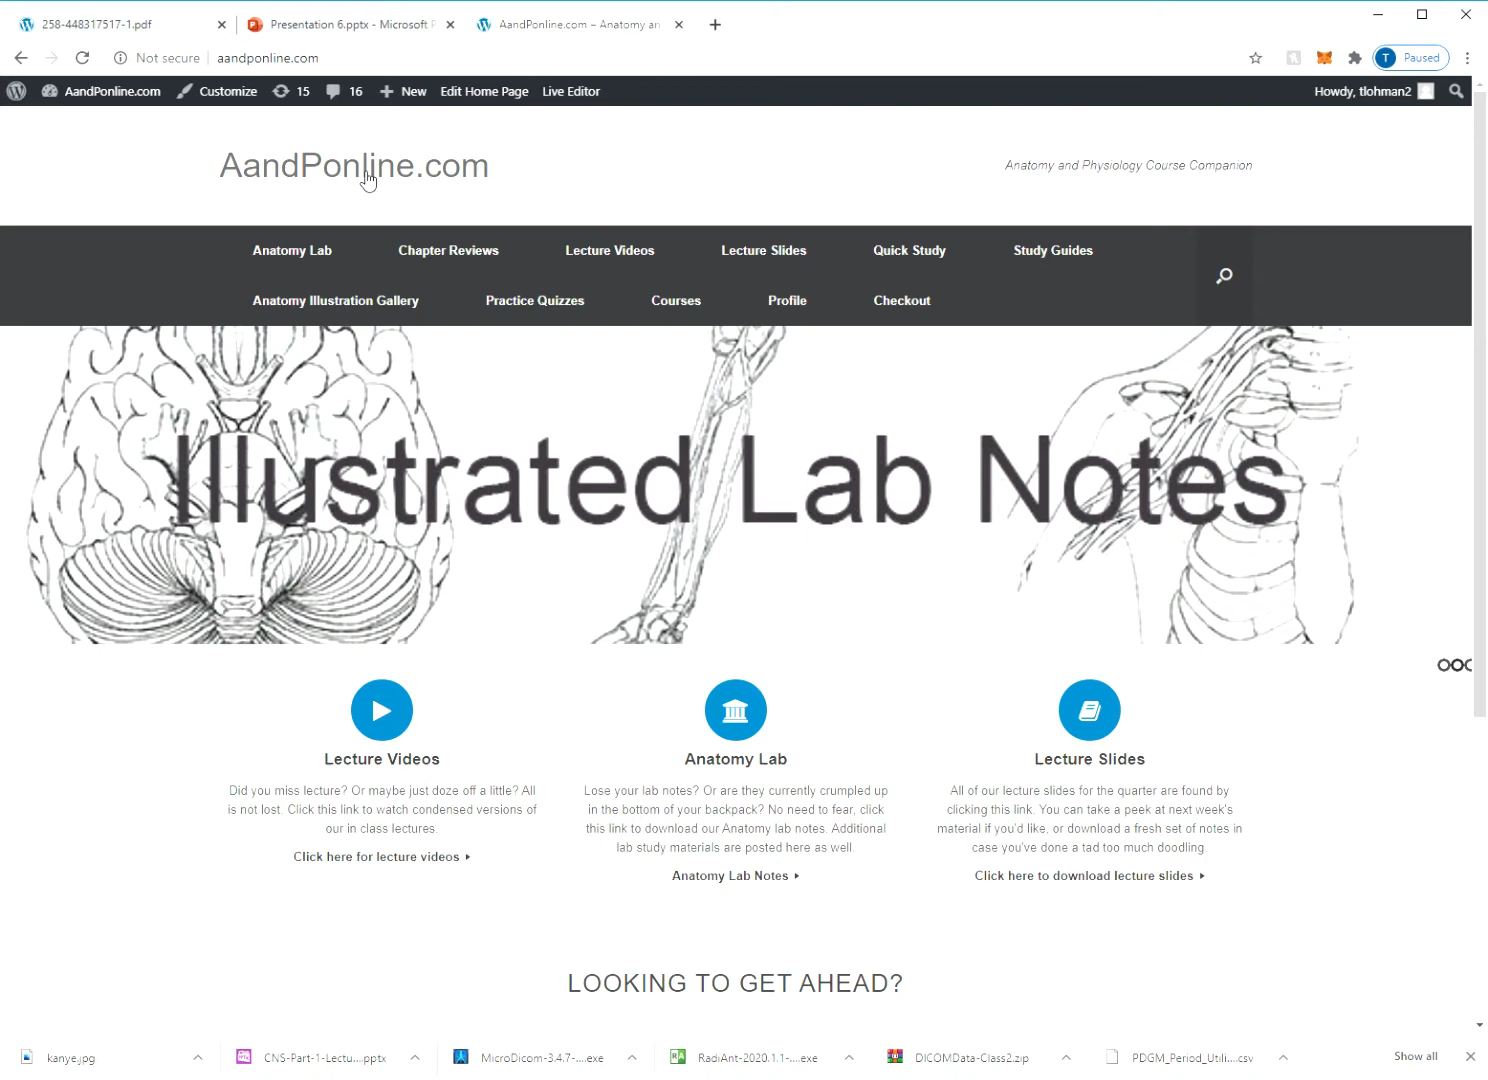 258-448317517-1.pdf
Presentation 6.pptx - Microsoft P
AandPonline.com – Anatomy an
Not secure
aandponline.com
T
Paused
AandPonline.com
Customize
15
16
New
Edit Home Page
Live Editor
Howdy, tlohman2
AandPonline.com
Anatomy and Physiology Course Companion
Anatomy Lab
Chapter Reviews
Lecture Videos
Lecture Slides
Quick Study
Study Guides
Anatomy Illustration Gallery
Practice Quizzes
Courses
Profile
Checkout
Illustrated Lab Notes
Lecture Videos
Did you miss lecture? Or maybe just doze off a little? All
is not lost. Click this link to watch condensed versions of
our in class lectures.
Click here for lecture videos
Anatomy Lab
Lose your lab notes? Or are they currently crumpled up
in the bottom of your backpack? No need to fear, click
this link to download our Anatomy lab notes. Additional
lab study materials are posted here as well.
Anatomy Lab Notes
Lecture Slides
All of our lecture slides for the quarter are found by
clicking this link. You can take a peek at next week's
material if you'd like, or download a fresh set of notes in
case you've done a tad too much doodling.
Click here to download lecture slides
LOOKING TO GET AHEAD?
kanye.jpg
CNS-Part-1-Lectu....pptx
MicroDicom-3.4.7-....exe
RadiAnt-2020.1.1-....exe
DICOMData-Class2.zip
PDGM_Period_Utili....csv
Show all